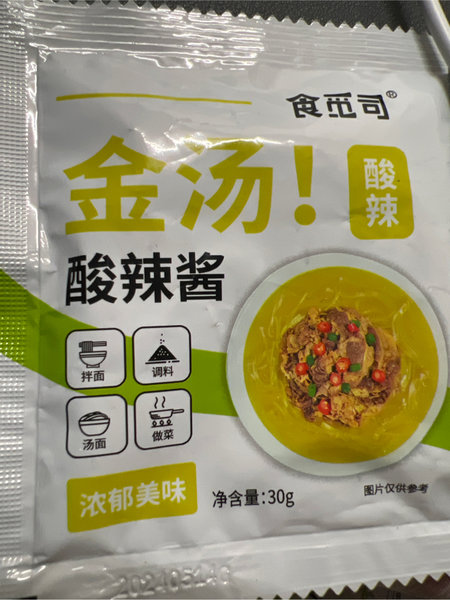 食觅司®
金汤！
酸辣
酸辣酱
拌面
调料
汤面
做菜
浓郁美味
净含量:30g
图片仅供参考